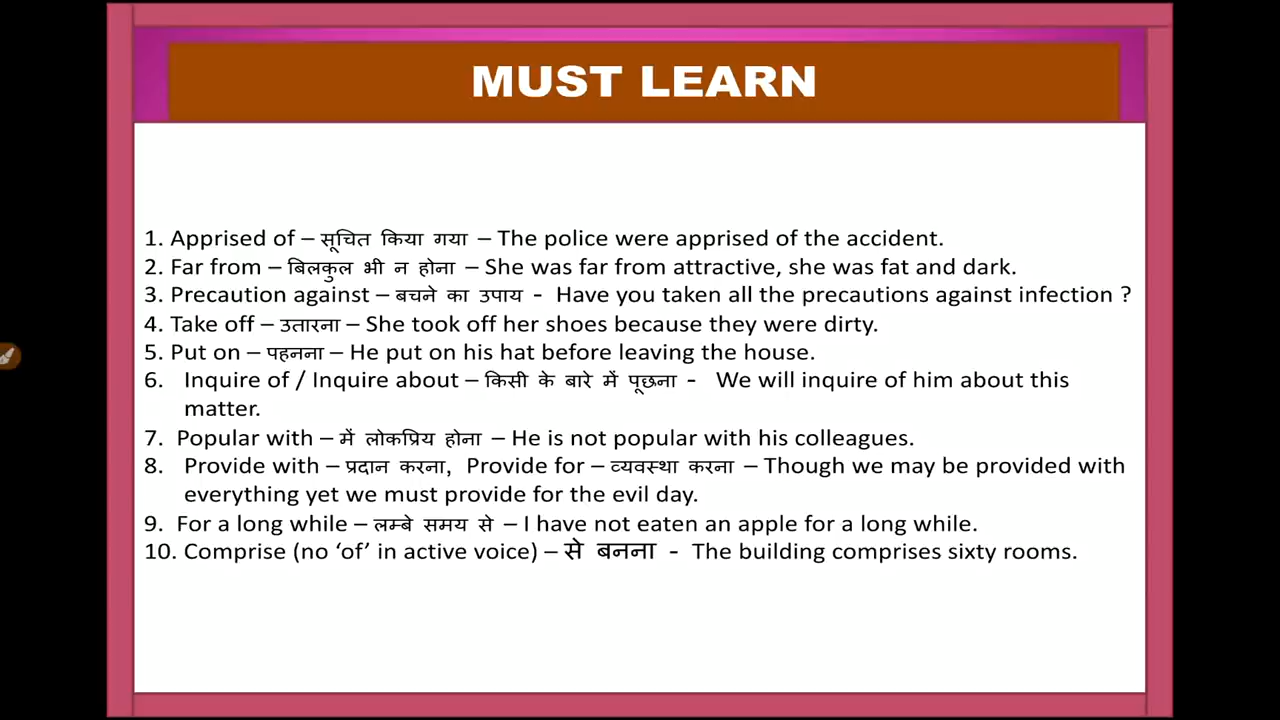 MUST LEARN
1. Apprised of – सूचित किया गया – The police were apprised of the accident.
2. Far from – बिलकुल भी न होना – She was far from attractive, she was fat and dark.
3. Precaution against – बचने का उपाय - Have you taken all the precautions against infection ?
4. Take off – उतारना – She took off her shoes because they were dirty.
5. Put on – पहनना – He put on his hat before leaving the house.
6. Inquire of / Inquire about – किसी के बारे में पूछना - We will inquire of him about this
matter.
7. Popular with – में लोकप्रिय होना – He is not popular with his colleagues.
8. Provide with – प्रदान करना, Provide for – व्यवस्था करना – Though we may be provided with
everything yet we must provide for the evil day.
9. For a long while – लम्बे समय से – I have not eaten an apple for a long while.
10. Comprise (no ‘of’ in active voice) – से बनना - The building comprises sixty rooms.